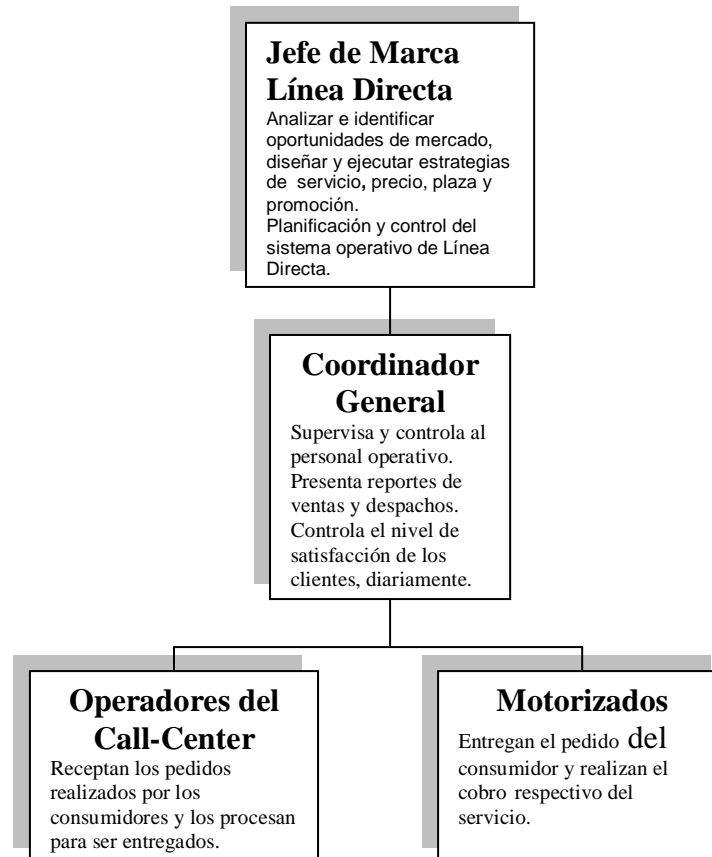 Jefe de Marca
Línea Directa
Analizar e identificar
oportunidades de mercado,
diseñar y ejecutar estrategias
de servicio, precio, plaza y
promoción.
Planificación y control del
sistema operativo de Línea
Directa.
Coordinador
General
Supervisa y controla al
personal operativo.
Presenta reportes de
ventas y despachos.
Controla el nivel de
satisfacción de los
clientes, diariamente.
Operadores del
Call-Center
Receptan los pedidos
realizados por los
consumidores y los procesan
para ser entregados.
Motorizados
Entregan el pedido del
consumidor y realizan el
cobro respectivo del
servicio.